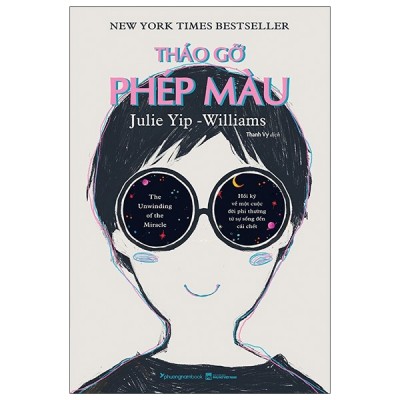 NEW YORK TIMES BESTSELLER
THÁO GỠ
PHÉP MÀU
Julie Yip -Williams
Thanh Vy dịch
The
Unwinding
of the
Miracle
Hồi ký
về một cuộc
đời phi thường
từ sự sống đến
cái chết
phuongnambook